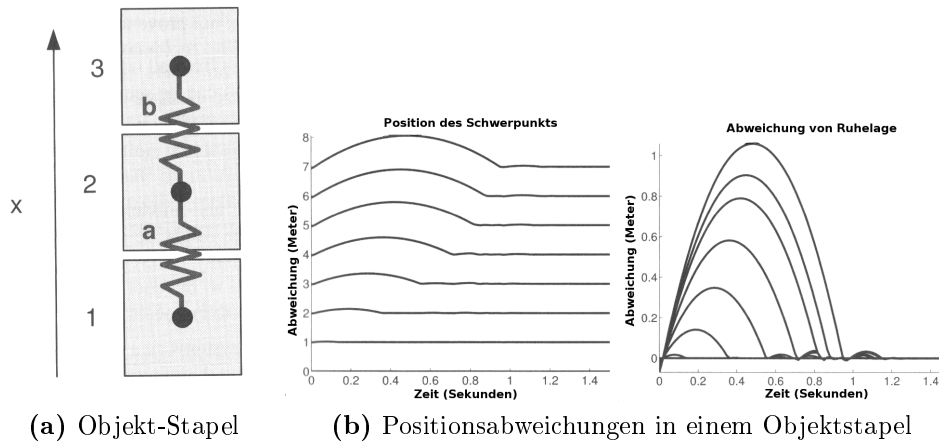 3
b
2
x
a
1
Position des Schwerpunkts
Abweichung (Meter)
8
7
6
5
4
3
2
1
0
0 0.2 0.4 0.6 0.8 1 1.2 1.4
Zeit (Sekunden)
Abweichung von Ruhelage
Abweichung (Meter)
1
0.8
0.6
0.4
0.2
0
0 0.2 0.4 0.6 0.8 1 1.2 1.4
Zeit (Sekunden)
(a) Objekt-Stapel
(b) Positionsabweichungen in einem Objektstapel